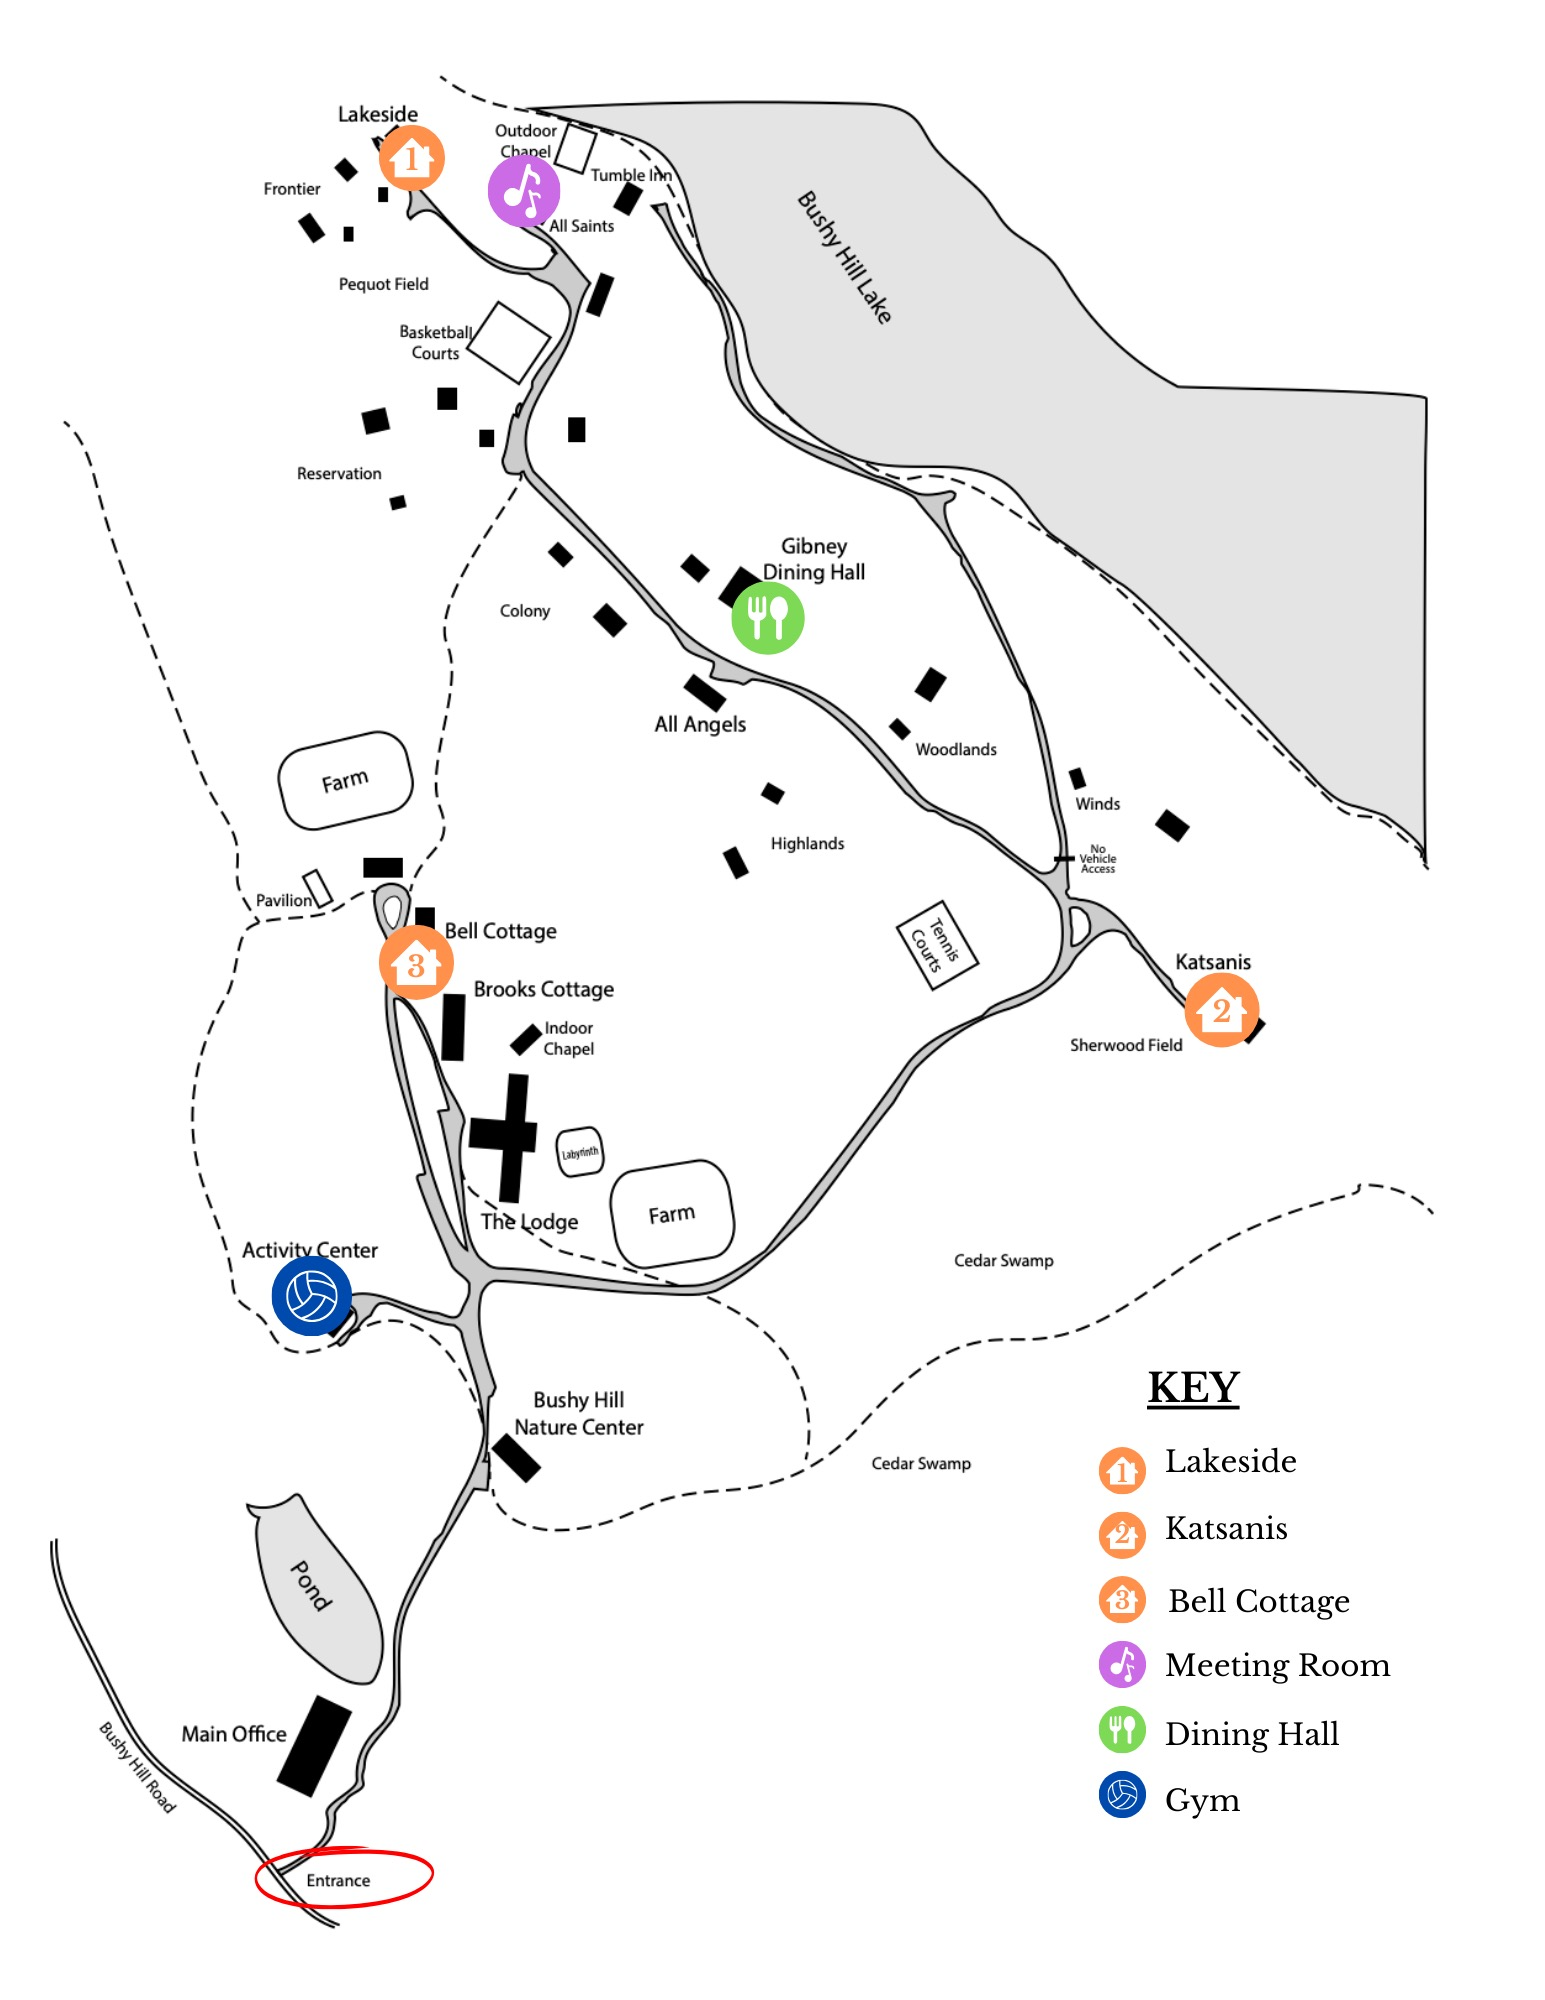 Lakeside
1
Outdoor
Chapel
Tumble Inn
Frontier
All Saints
Bushy Hill Lake
Pequot Field
Basketball
Courts
Reservation
Gibney
Dining Hall
Colony
All Angels
Woodlands
Farm
Winds
Highlands
No
Vehicle
Access
Pavilion
Bell Cottage
3
Tennis
Courts
Katsanis
2
Brooks Cottage
Indoor
Chapel
Sherwood Field
Labyrinth
Farm
The Lodge
Activity Center
Cedar Swamp
Bushy Hill
Nature Center
Cedar Swamp
Pond
Main Office
Bushy Hill Road
Entrance
KEY
1 Lakeside
2 Katsanis
3 Bell Cottage
Meeting Room
Dining Hall
Gym